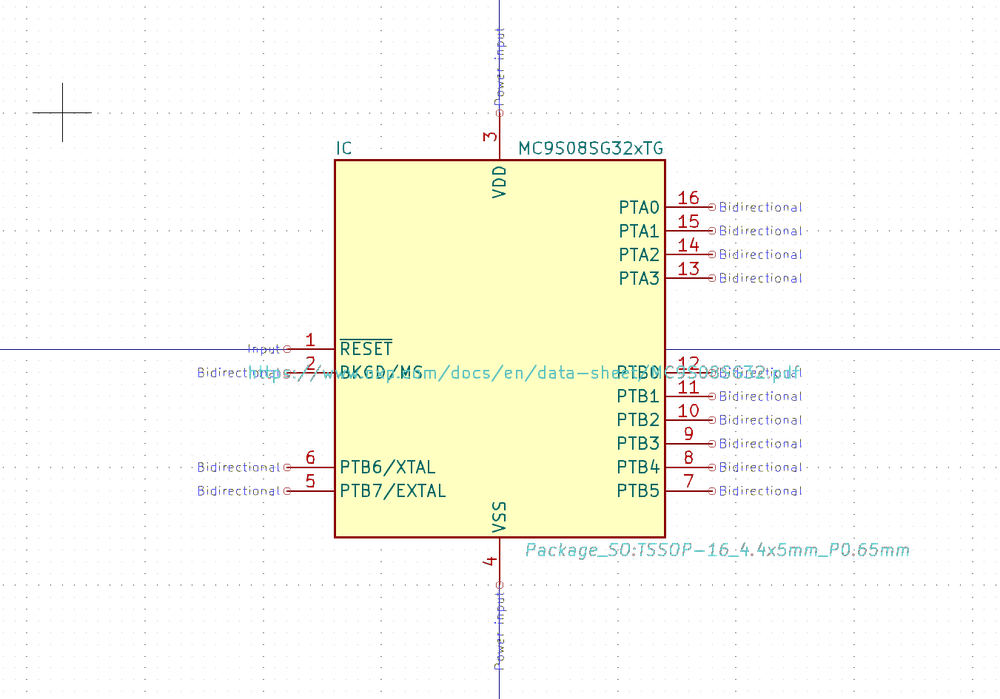 Power input
3
IC MC9S08SG32xTG
VDD
PTA0 16 Bidirectional
PTA1 15 Bidirectional
PTA2 14 Bidirectional
PTA3 13 Bidirectional
Input 1 RESET
Bidirectional 2 BKGD/MS PTB0 12 Bidirectional
https://www.nxp.com/docs/en/data-sheet/MC9S08SG32.pdf
PTB1 11 Bidirectional
PTB2 10 Bidirectional
PTB3 9 Bidirectional
Bidirectional 6 PTB6/XTAL PTB4 8 Bidirectional
Bidirectional 5 PTB7/EXTAL PTB5 7 Bidirectional
VSS
Package_SO:TSSOP-16_4.4x5mm_P0.65mm
4
Power input